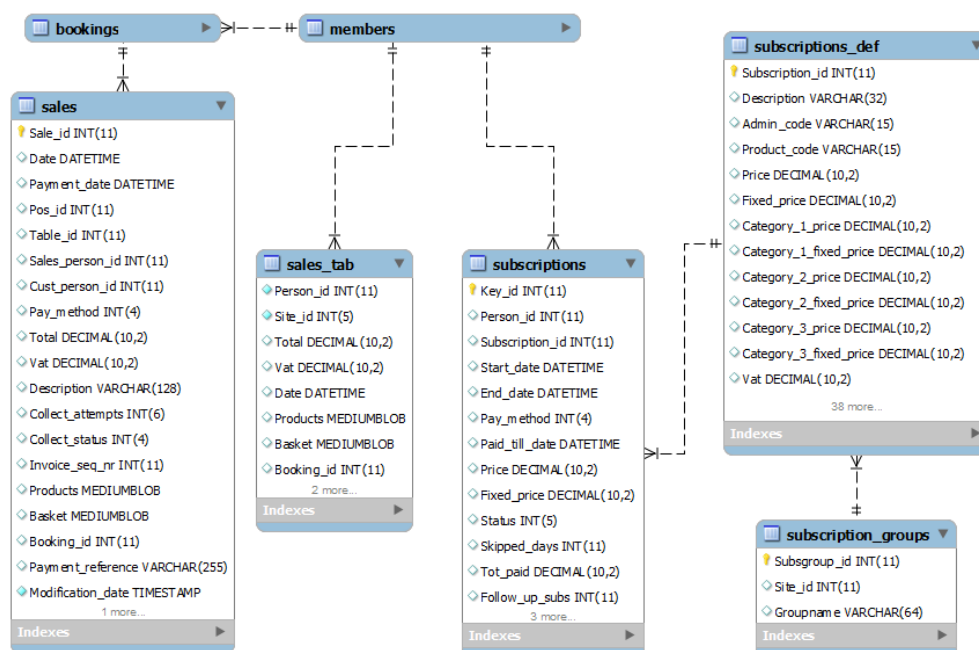 bookings
members
sales
Sale_id INT(11)
Date DATETIME
Payment_date DATETIME
Pos_id INT(11)
Table_id INT(11)
Sales_person_id INT(11)
Cust_person_id INT(11)
Pay_method INT(4)
Total DECIMAL(10,2)
Vat DECIMAL(10,2)
Description VARCHAR(128)
Collect_attempts INT(6)
Collect_status INT(4)
Invoice_seq_nr INT(11)
Products MEDIUMBLOB
Basket MEDIUMBLOB
Booking_id INT(11)
Payment_reference VARCHAR(255)
Modification_date TIMESTAMP
1 more...
Indexes
sales_tab
Person_id INT(11)
Site_id INT(5)
Total DECIMAL(10,2)
Vat DECIMAL(10,2)
Date DATETIME
Products MEDIUMBLOB
Basket MEDIUMBLOB
Booking_id INT(11)
2 more...
Indexes
subscriptions
Key_id INT(11)
Person_id INT(11)
Subscription_id INT(11)
Start_date DATETIME
End_date DATETIME
Pay_method INT(4)
Paid_till_date DATETIME
Price DECIMAL(10,2)
Fixed_price DECIMAL(10,2)
Status INT(5)
Skipped_days INT(11)
Tot_paid DECIMAL(10,2)
Follow_up_subs INT(11)
3 more...
Indexes
subscriptions_def
Subscription_id INT(11)
Description VARCHAR(32)
Admin_code VARCHAR(15)
Product_code VARCHAR(15)
Price DECIMAL(10,2)
Fixed_price DECIMAL(10,2)
Category_1_price DECIMAL(10,2)
Category_1_fixed_price DECIMAL(10,2)
Category_2_price DECIMAL(10,2)
Category_2_fixed_price DECIMAL(10,2)
Category_3_price DECIMAL(10,2)
Category_3_fixed_price DECIMAL(10,2)
Vat DECIMAL(10,2)
38 more...
Indexes
subscription_groups
Subsgroup_id INT(11)
Site_id INT(11)
Groupname VARCHAR(64)
Indexes